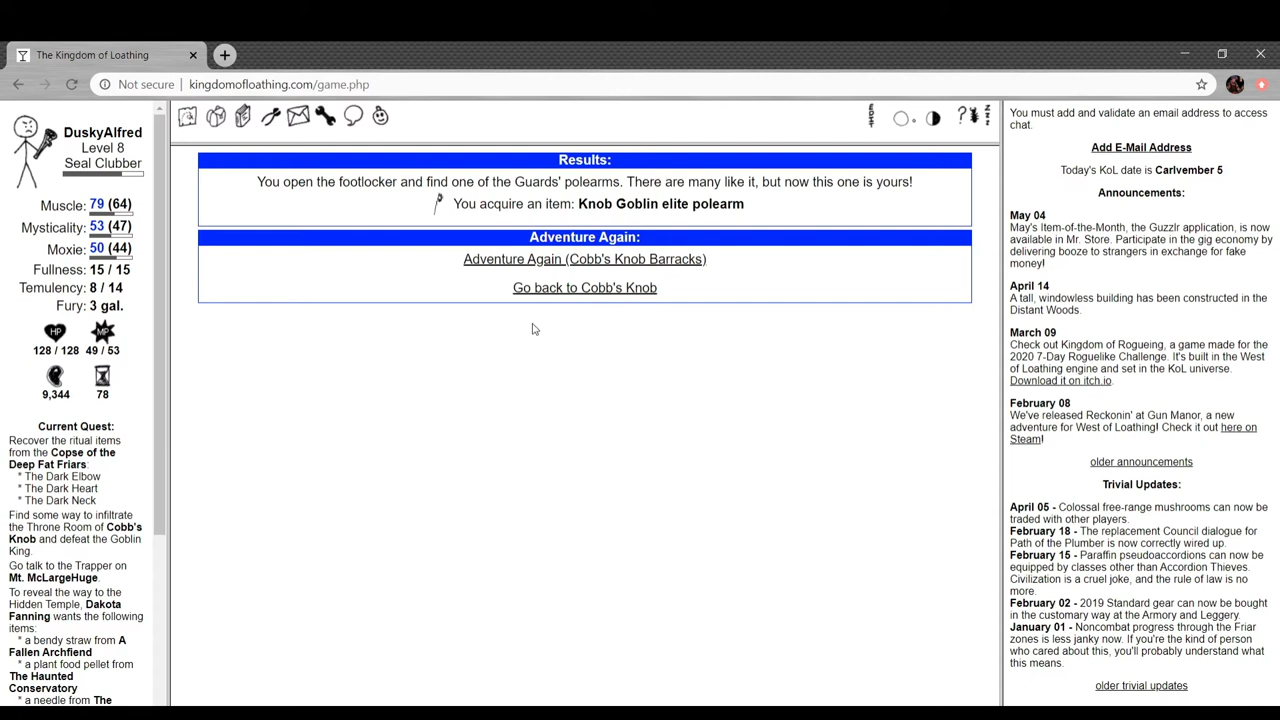 The Kingdom of Loathing
Not secure
kingdomofloathing.com/game.php
DuskyAlfred
Level 8
Seal Clubber
Muscle: 79 (64)
Mysticality: 53 (47)
Moxie: 50 (44)
Fullness: 15 / 15
Temulency: 8 / 14
Fury: 3 gal.
HP
MP
128 / 128
49 / 53
9,344
78
Current Quest:
Recover the ritual items
from the Copse of the
Deep Fat Friars:
* The Dark Elbow
* The Dark Heart
* The Dark Neck
Find some way to infiltrate
the Throne Room of Cobb's
Knob and defeat the Goblin
King.
Go talk to the Trapper on
Mt. McLargeHuge.
To reveal the way to the
Hidden Temple, Dakota
Fanning wants the following
items:
* a bendy straw from A
Fallen Archfiend
* a plant food pellet from
The Haunted
Conservatory
* a needle from The
Results:
You open the footlocker and find one of the Guards' polearms. There are many like it, but now this one is yours!
You acquire an item: Knob Goblin elite polearm
Adventure Again:
Adventure Again (Cobb's Knob Barracks)
Go back to Cobb's Knob
You must add and validate an email address to access
chat.
Add E-Mail Address
Today's KoL date is Carlvember 5
Announcements:
May 04
May's Item-of-the-Month, the Guzzlr application, is now
available in Mr. Store. Participate in the gig economy by
delivering booze to strangers in exchange for fake
money!
April 14
A tall, windowless building has been constructed in the
Distant Woods.
March 09
Check out Kingdom of Rogueing, a game made for the
2020 7-Day Roguelike Challenge. It's built in the West
of Loathing engine and set in the KoL universe.
Download it on itch.io.
February 08
We've released Reckonin' at Gun Manor, a new
adventure for West of Loathing! Check it out here on
Steam!
older announcements
Trivial Updates:
April 05 - Colossal free-range mushrooms can now be
traded with other players.
February 18 - The replacement Council dialogue for
Path of the Plumber is now correctly wired up.
February 15 - Paraffin pseudoaccordions can now be
equipped by classes other than Accordion Thieves.
Civilization is a cruel joke, and the rule of law is no
more.
February 02 - 2019 Standard gear can now be bought
in the customary way at the Armory and Leggery.
January 01 - Noncombat progress through the Friar
zones is less janky now. If you're the kind of person
who cared about this, you'll probably understand what
this means.
older trivial updates